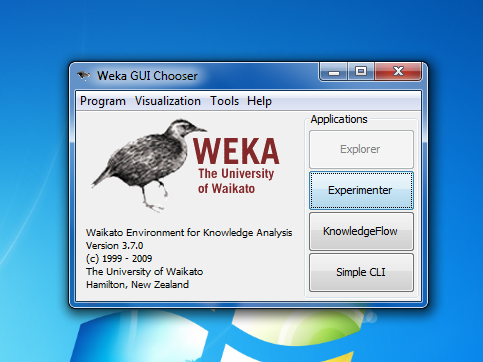 Weka GUI Chooser
Program Visualization Tools Help
WEKA
The University
of Waikato
Waikato Environment for Knowledge Analysis
Version 3.7.0
(c) 1999 - 2009
The University of Waikato
Hamilton, New Zealand
Applications
Explorer
Experimenter
KnowledgeFlow
Simple CLI